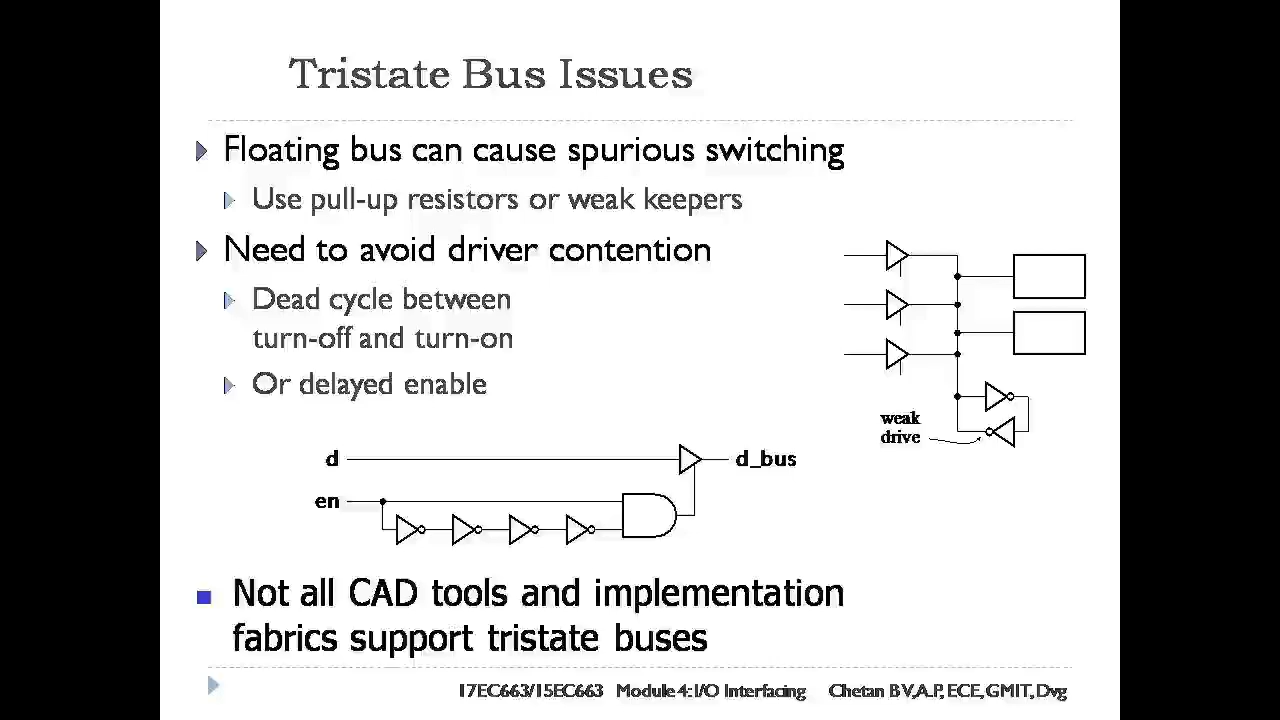 Tristate Bus Issues
Floating bus can cause spurious switching
Use pull-up resistors or weak keepers
Need to avoid driver contention
Dead cycle between
turn-off and turn-on
Or delayed enable
weak
drive
d
d_bus
en
Not all CAD tools and implementation
fabrics support tristate buses
17EC663/15EC663 Module 4: I/O Interfacing Chetan BV,A.P, ECE, GMIT, Dvg